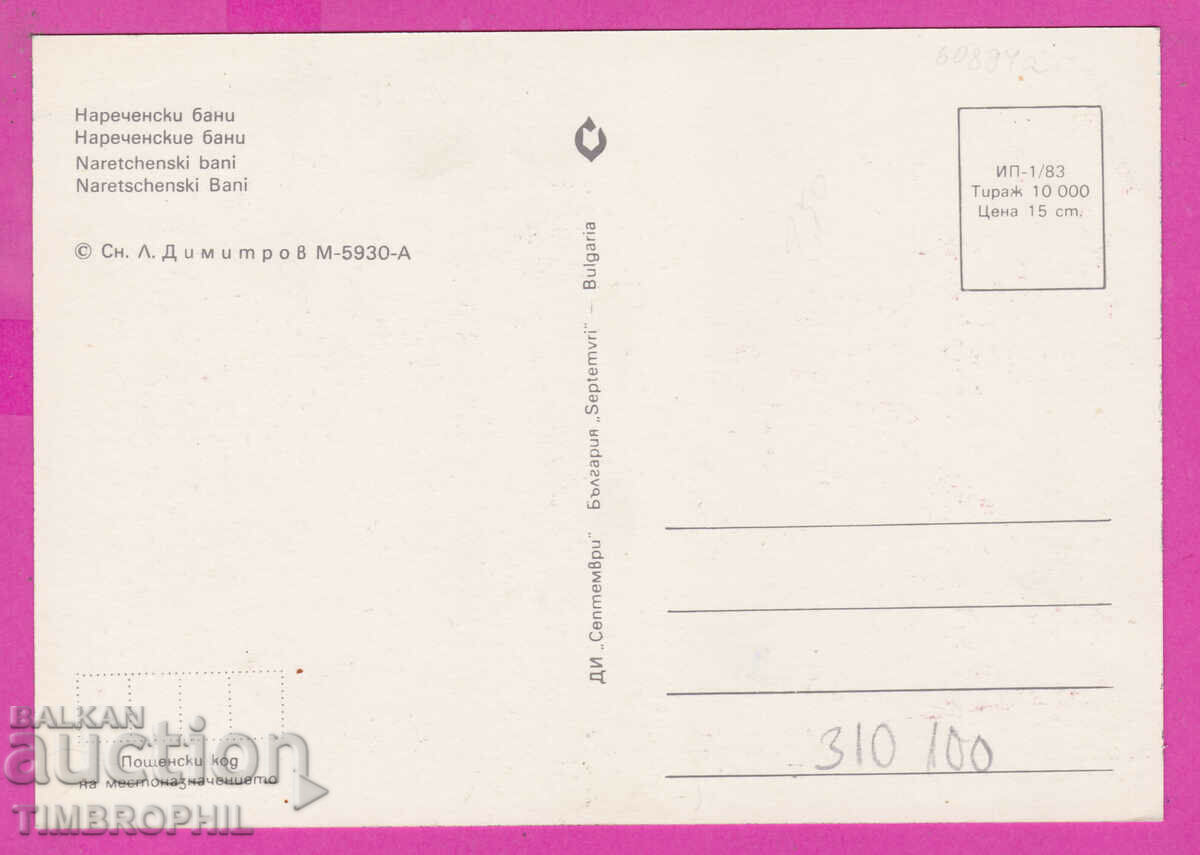 608942
Нареченски бани
Нареченские бани
Naretchenski bani
Naretschenski Bani
© Сн. Л. Димитров М-5930-А
ИП-1/83
Тираж 10 000
Цена 15 ст.
ДИ „Септември" България „Septemvri" – Bulgaria
310 100
Пощенски код
на местоназначението
BALKAN
auction
TIMBROPHIL